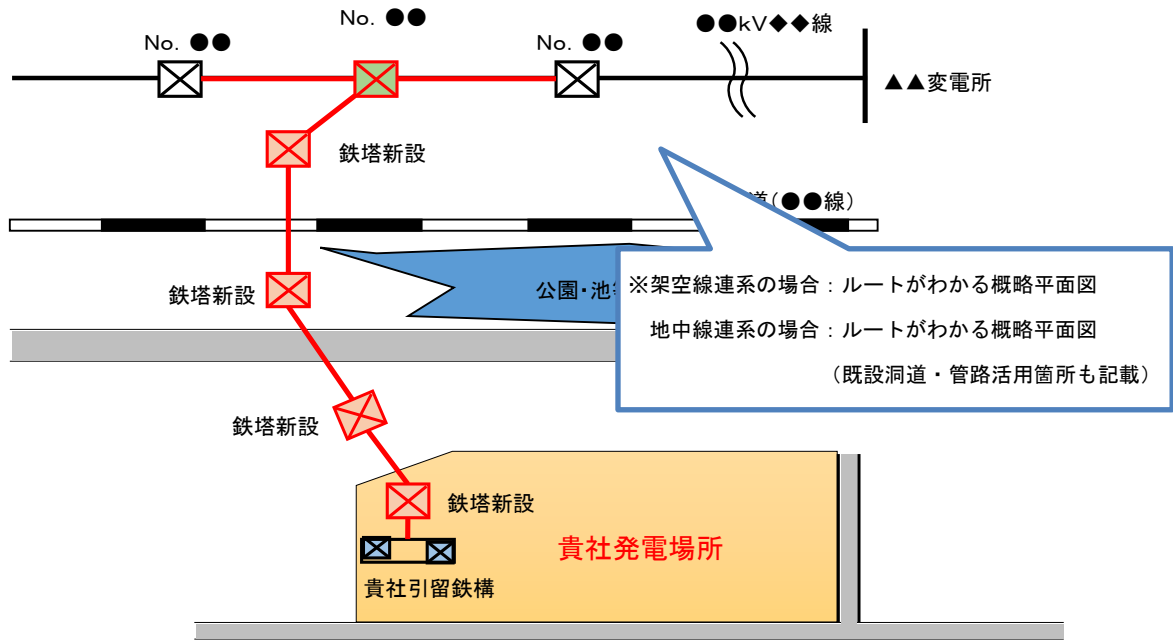 No. ●●
No. ●●
No. ●●
●●kV◆◆線
▲▲変電所
鉄塔新設
(●●線)
鉄塔新設
公園・池
※架空線連系の場合：ルートがわかる概略平面図
地中線連系の場合：ルートがわかる概略平面図
（既設洞道・管路活用箇所も記載）
鉄塔新設
鉄塔新設
貴社発電場所
貴社引留鉄構